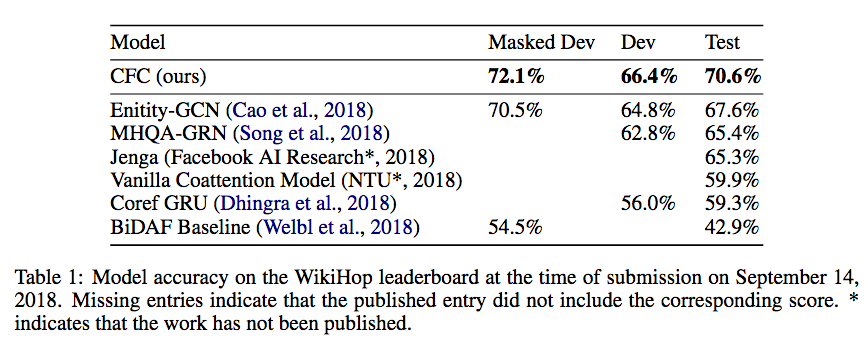 Model Masked Dev Dev Test
CFC (ours) 72.1% 66.4% 70.6%
Enitity-GCN (Cao et al., 2018) 70.5% 64.8% 67.6%
MHQA-GRN (Song et al., 2018) 62.8% 65.4%
Jenga (Facebook AI Research*, 2018) 65.3%
Vanilla Coattention Model (NTU*, 2018) 59.9%
Coref GRU (Dhingra et al., 2018) 56.0% 59.3%
BiDAF Baseline (Welbl et al., 2018) 54.5% 42.9%
Table 1: Model accuracy on the WikiHop leaderboard at the time of submission on September 14,
2018. Missing entries indicate that the published entry did not include the corresponding score. *
indicates that the work has not been published.